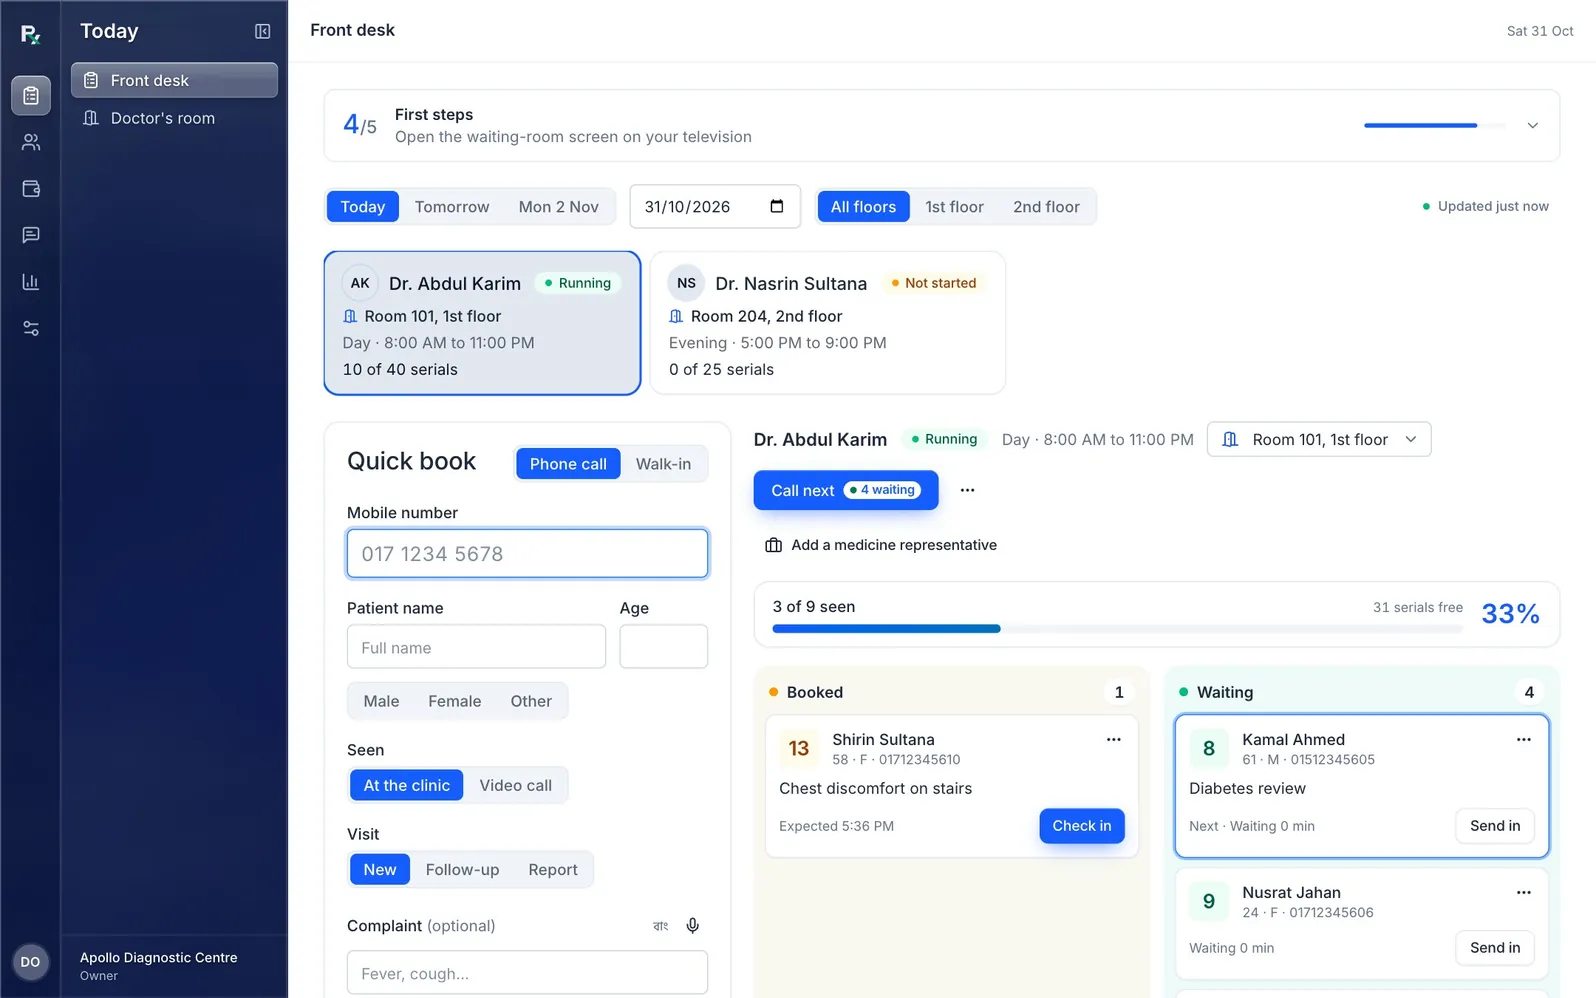 Rx
Today
Front desk
Doctor's room
DO
Apollo Diagnostic Centre
Owner
Front desk
Sat 31 Oct
4/5
First steps
Open the waiting-room screen on your television
Today
Tomorrow
Mon 2 Nov
31/10/2026
All floors
1st floor
2nd floor
Updated just now
AK
Dr. Abdul Karim
Running
Room 101, 1st floor
Day · 8:00 AM to 11:00 PM
10 of 40 serials
NS
Dr. Nasrin Sultana
Not started
Room 204, 2nd floor
Evening · 5:00 PM to 9:00 PM
0 of 25 serials
Quick book
Phone call
Walk-in
Mobile number
017 1234 5678
Patient name
Age
Full name
Male
Female
Other
Seen
At the clinic
Video call
Visit
New
Follow-up
Report
Complaint (optional)
বাং
Fever, cough...
Dr. Abdul Karim
Running
Day · 8:00 AM to 11:00 PM
Room 101, 1st floor
Call next
4 waiting
Add a medicine representative
3 of 9 seen
31 serials free
33%
Booked
1
13
Shirin Sultana
58 · F · 01712345610
Chest discomfort on stairs
Expected 5:36 PM
Check in
Waiting
4
8
Kamal Ahmed
61 · M · 01512345605
Diabetes review
Next · Waiting 0 min
Send in
9
Nusrat Jahan
24 · F · 01712345606
Waiting 0 min
Send in